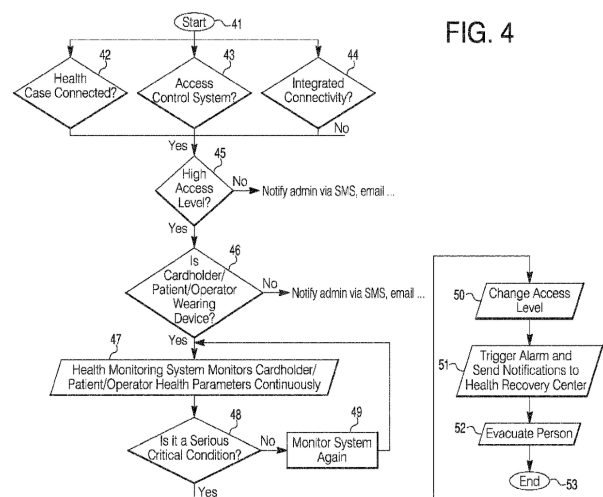 FIG. 4
Start
41
42
Health
Case Connected?
43
Access
Control System?
44
Integrated
Connectivity?
No
Yes
45
High
Access
Level?
No
Notify admin via SMS, email ...
Yes
46
Is
Cardholder/
Patient/Operator
Wearing
Device?
No
Notify admin via SMS, email ...
Yes
47
Health Monitoring System Monitors Cardholder/
Patient/Operator Health Parameters Continuously
48
Is it a Serious
Critical Condition?
No
49
Monitor System
Again
Yes
50
Change Access
Level
51
Trigger Alarm and
Send Notifications to
Health Recovery Center
52
Evacuate Person
End
53